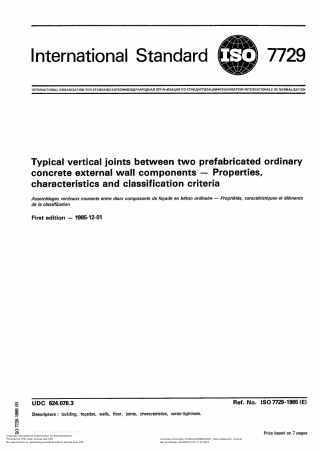 International Standard ISO 7729
INTERNATIONAL ORGANIZATION FOR STANDARDIZATION•МЕЖДУНАРОДНАЯ ОРГАНИЗАЦИЯ ПО СТАНДАРТИЗАЦИИ•ORGANISATION INTERNATIONALE DE NORMALISATION
Typical vertical joints between two prefabricated ordinary
concrete external wall components — Properties,
characteristics and classification criteria
Assemblages verticaux courants entre deux composants de façade en béton ordinaire — Propriétés, caractéristiques et éléments
de la classification
First edition — 1985-12-01
ISO 7729-1985 (E)
UDC 624.078.3
Ref. No. ISO 7729-1985 (E)
Descriptors : building, façades, walls, floor, joints, characteristics, water-tightness.
Price based on 7 pages